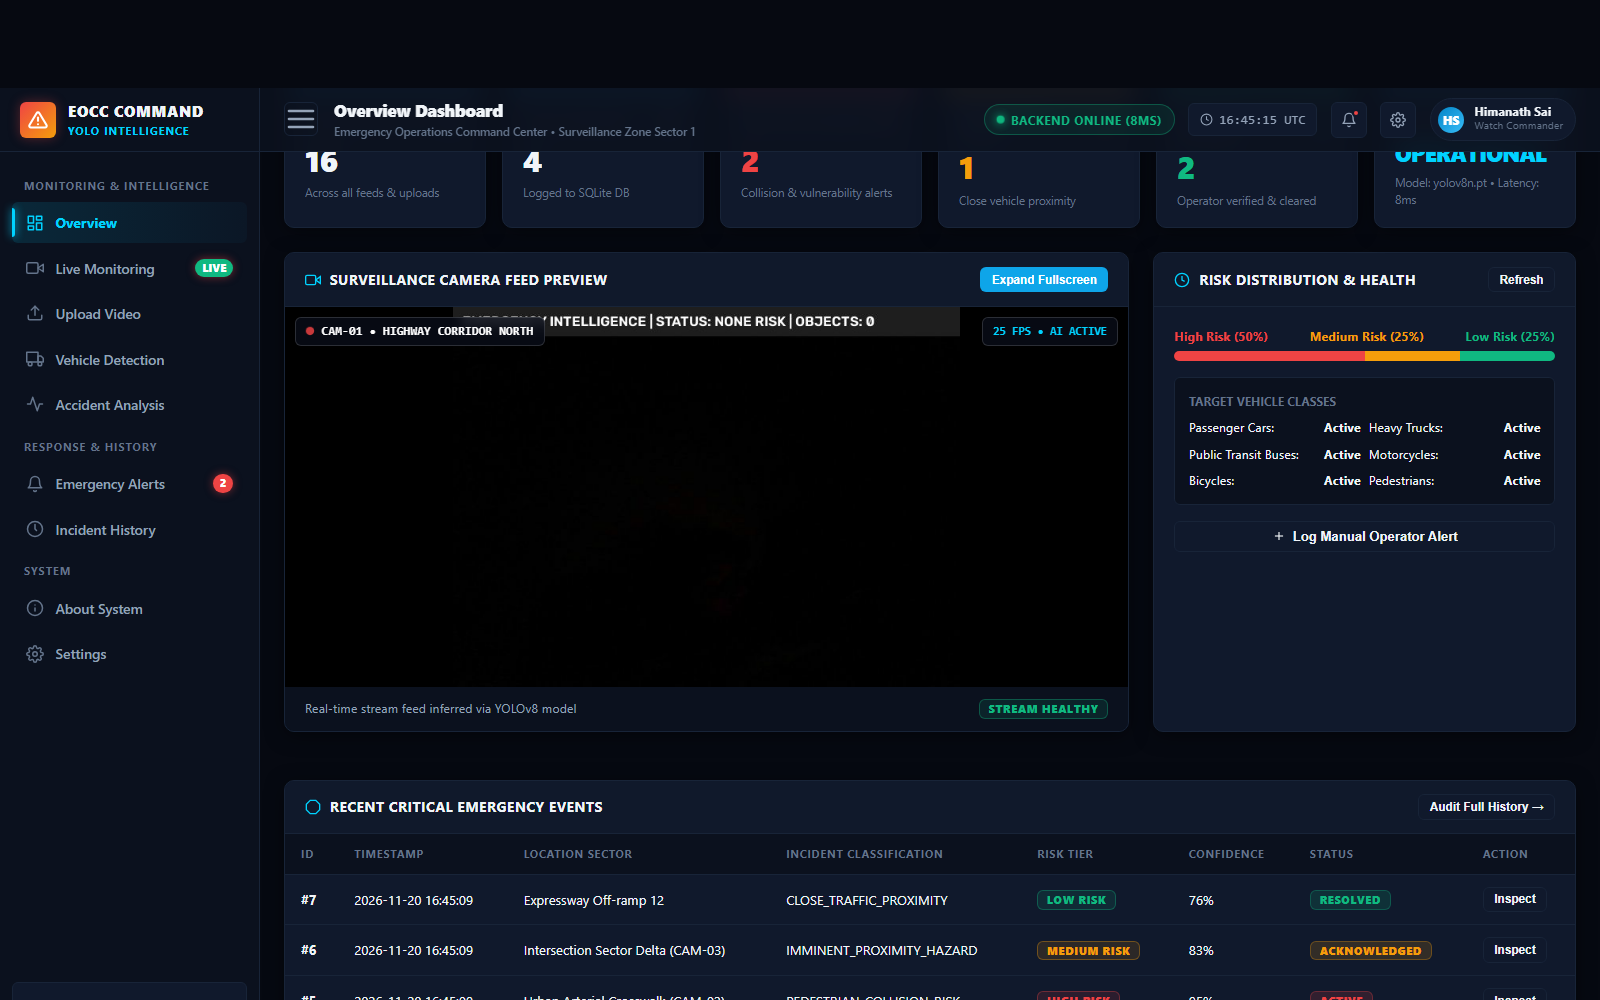 EOCC COMMAND
YOLO INTELLIGENCE
Overview Dashboard
Emergency Operations Command Center • Surveillance Zone Sector 1
BACKEND ONLINE (8MS)
16:45:15 UTC
HS
Himanath Sai
Watch Commander
MONITORING & INTELLIGENCE
Overview
Live Monitoring
LIVE
Upload Video
Vehicle Detection
Accident Analysis
RESPONSE & HISTORY
Emergency Alerts
2
Incident History
SYSTEM
About System
Settings
16
Across all feeds & uploads
4
Logged to SQLite DB
2
Collision & vulnerability alerts
1
Close vehicle proximity
2
Operator verified & cleared
OPERATIONAL
Model: yolov8n.pt • Latency:
8ms
SURVEILLANCE CAMERA FEED PREVIEW
Expand Fullscreen
CAM-01 • HIGHWAY CORRIDOR NORTH
INTELLIGENCE | STATUS: NONE RISK | OBJECTS: 0
25 FPS • AI ACTIVE
Real-time stream feed inferred via YOLOv8 model
STREAM HEALTHY
RISK DISTRIBUTION & HEALTH
Refresh
High Risk (50%)
Medium Risk (25%)
Low Risk (25%)
TARGET VEHICLE CLASSES
Passenger Cars: Active Heavy Trucks: Active
Public Transit Buses: Active Motorcycles: Active
Bicycles: Active Pedestrians: Active
+ Log Manual Operator Alert
RECENT CRITICAL EMERGENCY EVENTS
Audit Full History →
ID TIMESTAMP LOCATION SECTOR INCIDENT CLASSIFICATION RISK TIER CONFIDENCE STATUS ACTION
#7 2026-11-20 16:45:09 Expressway Off-ramp 12 CLOSE_TRAFFIC_PROXIMITY LOW RISK 76% RESOLVED Inspect
#6 2026-11-20 16:45:09 Intersection Sector Delta (CAM-03) IMMINENT_PROXIMITY_HAZARD MEDIUM RISK 83% ACKNOWLEDGED Inspect